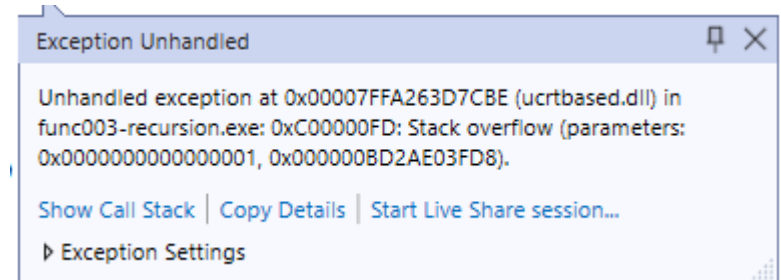 Exception Unhandled
Unhandled exception at 0x00007FFA263D7CBE (ucrtbased.dll) in
func003-recursion.exe: 0xC00000FD: Stack overflow (parameters:
0x0000000000000001, 0x000000BD2AE03FD8).
Show Call Stack | Copy Details | Start Live Share session...
Exception Settings